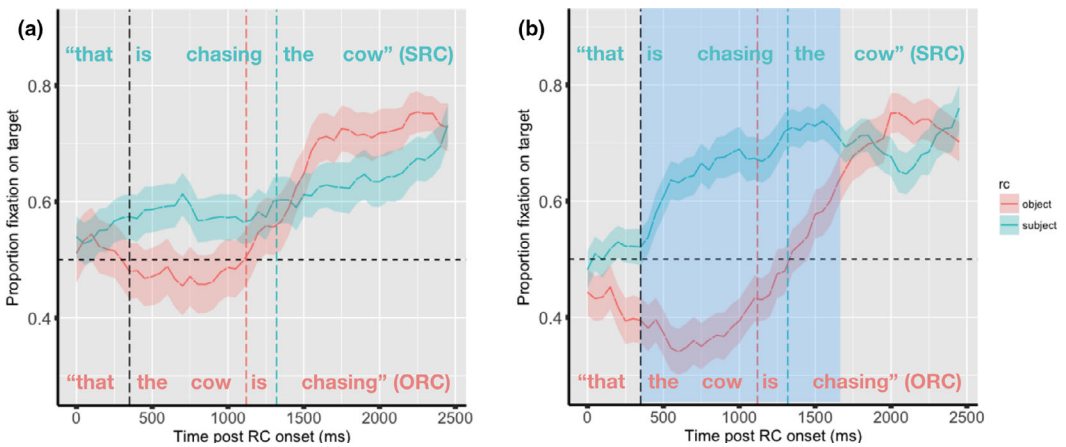 (a)
“that is chasing the cow” (SRC)
0.8
0.6
0.4
Proportion fixation on target
“that the cow is chasing” (ORC)
0 500 1000 1500 2000 2500
Time post RC onset (ms)
(b)
“that is chasing the cow” (SRC)
0.8
0.6
0.4
Proportion fixation on target
“that the cow is chasing” (ORC)
0 500 1000 1500 2000 2500
Time post RC onset (ms)
rc
object
subject